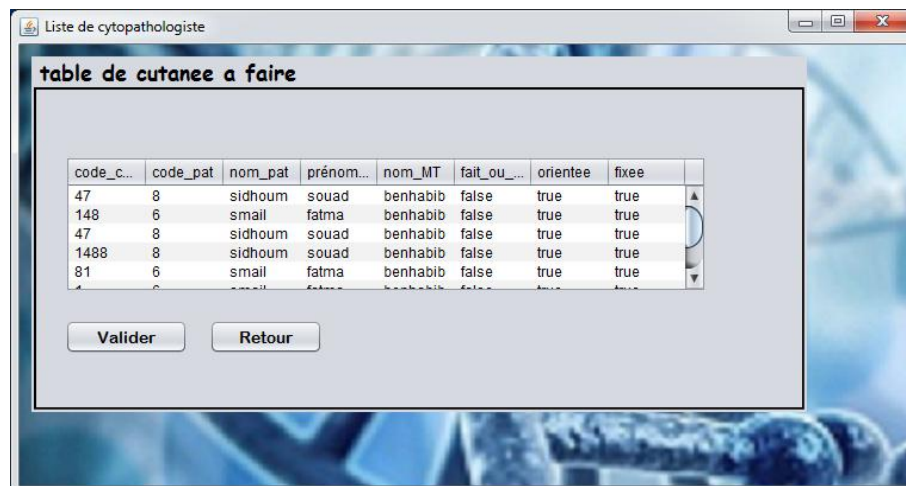 Liste de cytopathologiste
table de cutanee a faire
code_c... code_pat nom_pat prénom... nom_MT fait_ou_... orientee fixee
47 8 sidhoum souad benhabib false true true
148 6 smail fatma benhabib false true true
47 8 sidhoum souad benhabib false true true
1488 8 sidhoum souad benhabib false true true
81 6 smail fatma benhabib false true true
Valider Retour